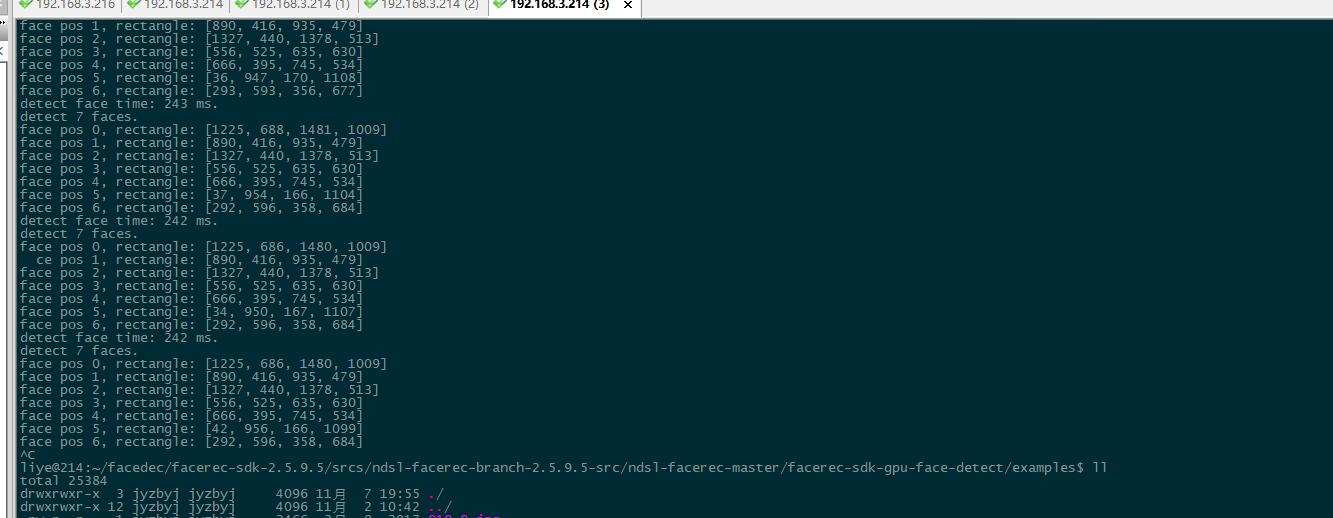 192.168.3.216 192.168.3.214 192.168.3.214 (1) 192.168.3.214 (2) 192.168.3.214 (3) ×
face pos 1, rectangle: [890, 416, 935, 479]
face pos 2, rectangle: [1327, 440, 1378, 513]
face pos 3, rectangle: [556, 525, 635, 630]
face pos 4, rectangle: [666, 395, 745, 534]
face pos 5, rectangle: [36, 947, 170, 1108]
face pos 6, rectangle: [293, 593, 356, 677]
detect face time: 243 ms.
detect 7 faces.
face pos 0, rectangle: [1225, 688, 1481, 1009]
face pos 1, rectangle: [890, 416, 935, 479]
face pos 2, rectangle: [1327, 440, 1378, 513]
face pos 3, rectangle: [556, 525, 635, 630]
face pos 4, rectangle: [666, 395, 745, 534]
face pos 5, rectangle: [37, 954, 166, 1104]
face pos 6, rectangle: [292, 596, 358, 684]
detect face time: 242 ms.
detect 7 faces.
face pos 0, rectangle: [1225, 686, 1480, 1009]
ce pos 1, rectangle: [890, 416, 935, 479]
face pos 2, rectangle: [1327, 440, 1378, 513]
face pos 3, rectangle: [556, 525, 635, 630]
face pos 4, rectangle: [666, 395, 745, 534]
face pos 5, rectangle: [34, 950, 167, 1107]
face pos 6, rectangle: [292, 596, 358, 684]
detect face time: 242 ms.
detect 7 faces.
face pos 0, rectangle: [1225, 686, 1480, 1009]
face pos 1, rectangle: [890, 416, 935, 479]
face pos 2, rectangle: [1327, 440, 1378, 513]
face pos 3, rectangle: [556, 525, 635, 630]
face pos 4, rectangle: [666, 395, 745, 534]
face pos 5, rectangle: [42, 956, 166, 1099]
face pos 6, rectangle: [292, 596, 358, 684]
^C
liye@214:~/facedec/facerec-sdk-2.5.9.5/srcs/ndsl-facerec-branch-2.5.9.5-src/ndsl-facerec-master/facerec-sdk-gpu-face-detect/examples$ ll
total 25384
drwxrwxr-x 3 jyzbyj jyzbyj 4096 11月 7 19:55 ./
drwxrwxr-x 12 jyzbyj jyzbyj 4096 11月 2 10:42 ../